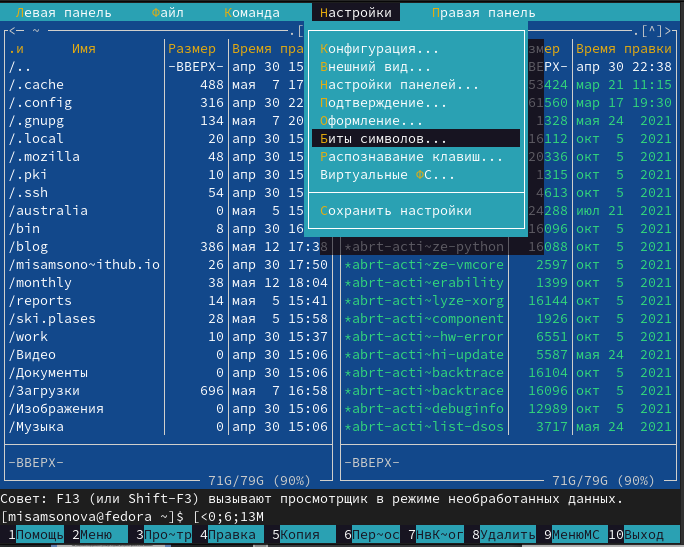 Левая панель Файл Команда Настройки Правая панель
<─ ~ .[ .[^]>
.и Имя Размер Время пра мер Время правки
/.. -ВВЕРХ- апр 30 15 ВЕРХ- апр 30 22:38
/.cache 488 мая 7 17 53424 мар 21 11:15
/.config 316 апр 30 22 61560 мар 17 19:30
/.gnupg 134 мая 7 20 1328 мая 24 2021
/.local 20 апр 30 15 16112 окт 5 2021
/.mozilla 48 апр 30 15 20336 окт 5 2021
/.pki 10 апр 30 15 1315 окт 5 2021
/.ssh 54 апр 30 15 4613 окт 5 2021
/australia 0 мая 5 15 24288 июл 21 2021
/bin 8 апр 30 16 16096 окт 5 2021
Конфигурация...
Внешний вид...
Настройки панелей...
Подтверждение...
Оформление...
Биты символов...
Распознавание клавиш...
Виртуальные ФС...
Сохранить настройки
/blog 386 мая 12 17:38 *abrt-acti~ze-python 16088 окт 5 2021
/misamsono~ithub.io 26 апр 30 17:50 *abrt-acti~ze-vmcore 2597 окт 5 2021
/monthly 38 мая 12 18:04 *abrt-acti~erability 1399 окт 5 2021
/reports 14 мая 5 15:41 *abrt-acti~lyze-xorg 16144 окт 5 2021
/ski.plases 28 мая 5 15:58 *abrt-acti~component 1926 окт 5 2021
/work 10 апр 30 15:37 *abrt-acti~-hw-error 6551 окт 5 2021
/Видео 0 апр 30 15:06 *abrt-acti~hi-update 5587 мая 24 2021
/Документы 0 апр 30 15:06 *abrt-acti~backtrace 16104 окт 5 2021
/Загрузки 696 мая 7 16:58 *abrt-acti~backtrace 16096 окт 5 2021
/Изображения 0 апр 30 15:06 *abrt-acti~debuginfo 12989 окт 5 2021
/Музыка 0 апр 30 15:06 *abrt-acti~list-dsos 3717 мая 24 2021
-ВВЕРХ- -ВВЕРХ-
71G/79G (90%) 71G/79G (90%)
Совет: F13 (или Shift-F3) вызывают просмотрщик в режиме необработанных данных.
[misamsonova@fedora ~]$ [<0;6;13M
1Помощь 2Меню 3Про~тр 4Правка 5Копия 6Пер~ос 7НвК~ог 8Удалить 9МенюMC 10Выход